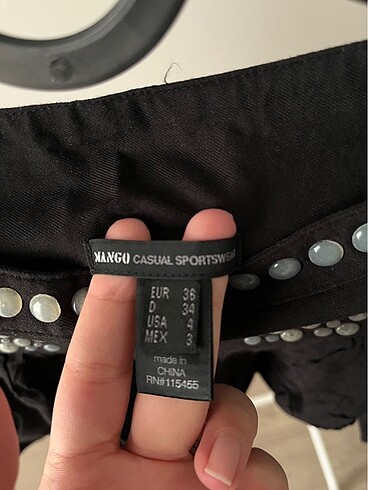 MANGO CASUAL SPORTSWEAR
EUR 36
D 34
USA 4
MEX 3
made in
CHINA
RN#115455